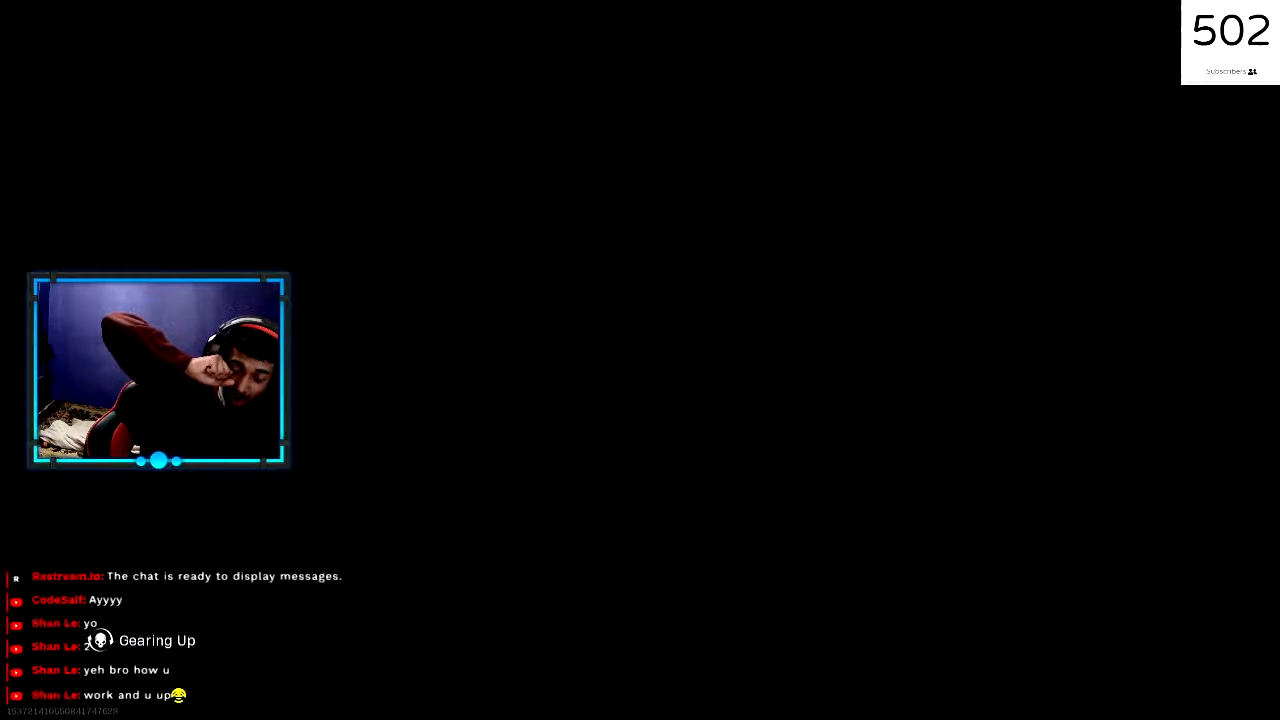 502
Subscribers
R Restream.io: The chat is ready to display messages.
CodeSaif: Ayyyy
Shan Le: yo
Shan Le: 2
Gearing Up
Shan Le: yeh bro how u
Shan Le: work and u up😂